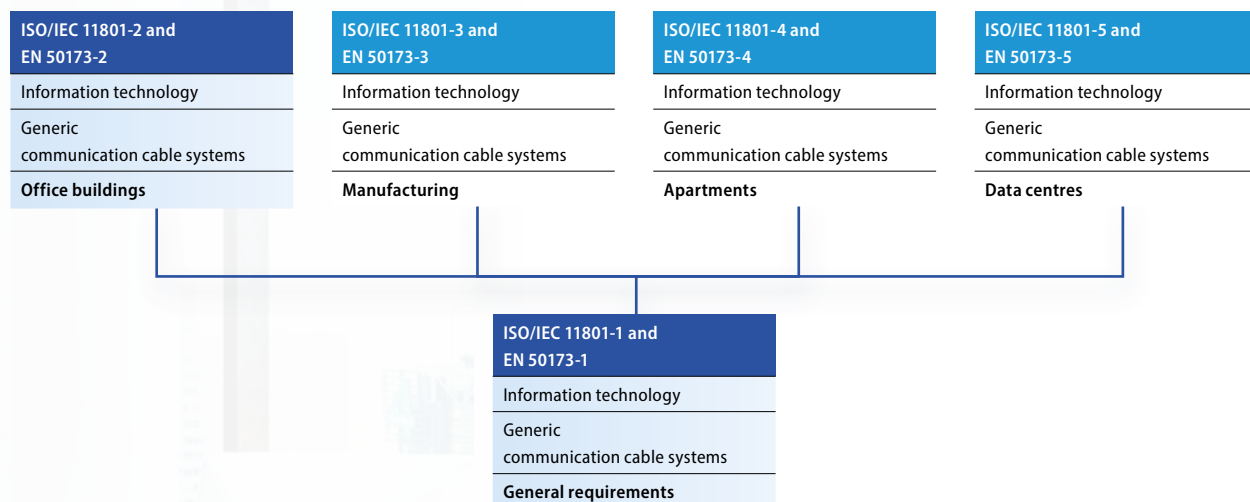 ISO/IEC 11801-2 and
EN 50173-2
Information technology
Generic
communication cable systems
Office buildings
ISO/IEC 11801-3 and
EN 50173-3
Information technology
Generic
communication cable systems
Manufacturing
ISO/IEC 11801-4 and
EN 50173-4
Information technology
Generic
communication cable systems
Apartments
ISO/IEC 11801-5 and
EN 50173-5
Information technology
Generic
communication cable systems
Data centres
ISO/IEC 11801-1 and
EN 50173-1
Information technology
Generic
communication cable systems
General requirements